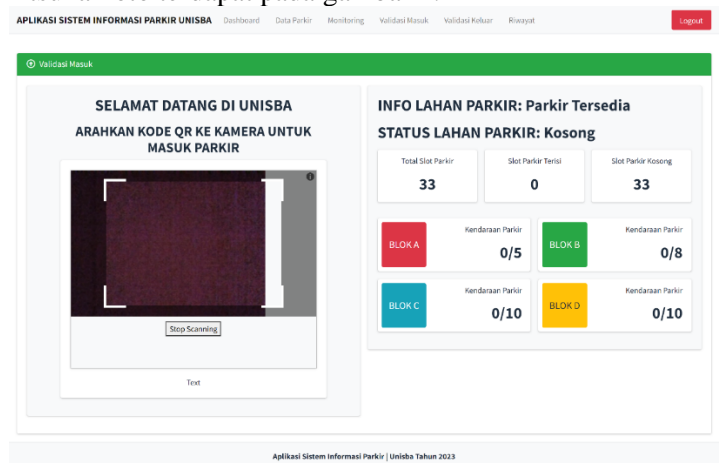 APLIKASI SISTEM INFORMASI PARKIR UNISBA Dashboard Data Parkir Monitoring Validasi Masuk Validasi Keluar Riwayat Logout
Validasi Masuk
SELAMAT DATANG DI UNISBA
ARAHKAN KODE QR KE KAMERA UNTUK
MASUK PARKIR
Stop Scanning
Text
INFO LAHAN PARKIR: Parkir Tersedia
STATUS LAHAN PARKIR: Kosong
Total Slot Parkir
33
Slot Parkir Terisi
0
Slot Parkir Kosong
33
BLOK A
Kendaraan Parkir
0/5
BLOK B
Kendaraan Parkir
0/8
BLOK C
Kendaraan Parkir
0/10
BLOK D
Kendaraan Parkir
0/10
Aplikasi Sistem Informasi Parkir | Unisba Tahun 2023